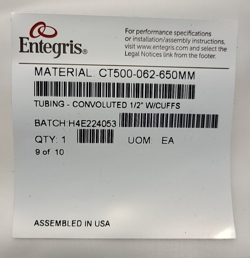 Entegris®
For performance specifications
or installation/assembly instructions,
visit www.entegris.com and select the
Legal Notices link from the footer.
MATERIAL: CT500-062-650MM
TUBING - CONVOLUTED 1/2" W/CUFFS
BATCH:H4E224053
QTY: 1 UOM EA
9 of 10
ASSEMBLED IN USA